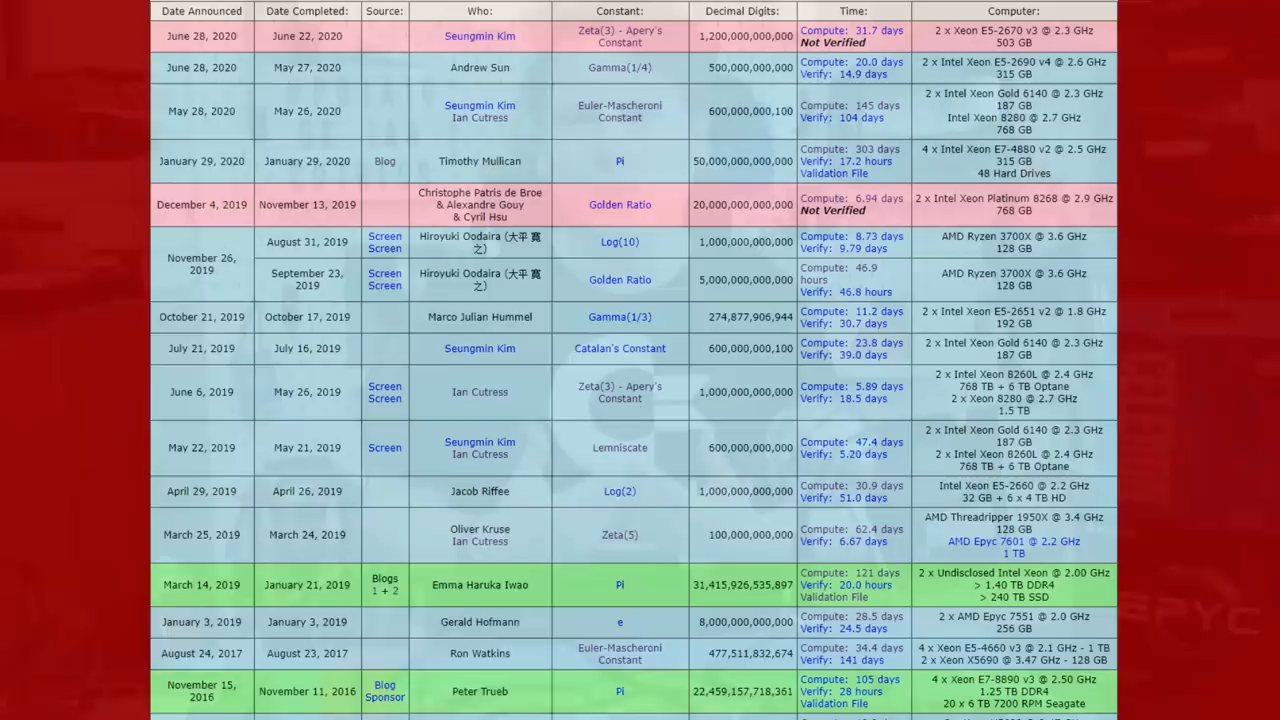 Date Announced Date Completed: Source: Who: Constant: Decimal Digits: Time: Computer:
June 28, 2020 June 22, 2020 Seungmin Kim Zeta(3) - Apery's Constant 1,200,000,000,000 Compute: 31.7 days Not Verified 2 x Xeon E5-2670 v3 @ 2.3 GHz 503 GB
June 28, 2020 May 27, 2020 Andrew Sun Gamma(1/4) 500,000,000,000 Compute: 20.0 days Verify: 14.9 days 2 x Intel Xeon E5-2690 v4 @ 2.6 GHz 315 GB
May 28, 2020 May 26, 2020 Seungmin Kim Ian Cutress Euler-Mascheroni Constant 600,000,000,100 Compute: 145 days Verify: 104 days 2 x Intel Xeon Gold 6140 @ 2.3 GHz 187 GB Intel Xeon 8280 @ 2.7 GHz 768 GB
January 29, 2020 January 29, 2020 Blog Timothy Mullican Pi 50,000,000,000,000 Compute: 303 days Verify: 17.2 hours Validation File 4 x Intel Xeon E7-4880 v2 @ 2.5 GHz 315 GB 48 Hard Drives
December 4, 2019 November 13, 2019 Christophe Patris de Broe & Alexandre Gouy & Cyril Hsu Golden Ratio 20,000,000,000,000 Compute: 6.94 days Not Verified 2 x Intel Xeon Platinum 8268 @ 2.9 GHz 768 GB
November 26, 2019 August 31, 2019 Screen Screen Hiroyuki Oodaira (大平 寛之) Log(10) 1,000,000,000,000 Compute: 8.73 days Verify: 9.79 days AMD Ryzen 3700X @ 3.6 GHz 128 GB
September 23, 2019 Screen Screen Hiroyuki Oodaira (大平 寛之) Golden Ratio 5,000,000,000,000 Compute: 46.9 hours Verify: 46.8 hours AMD Ryzen 3700X @ 3.6 GHz 128 GB
October 21, 2019 October 17, 2019 Marco Julian Hummel Gamma(1/3) 274,877,906,944 Compute: 11.2 days Verify: 30.7 days 2 x Intel Xeon E5-2651 v2 @ 1.8 GHz 192 GB
July 21, 2019 July 16, 2019 Seungmin Kim Catalan's Constant 600,000,000,100 Compute: 23.8 days Verify: 39.0 days 2 x Intel Xeon Gold 6140 @ 2.3 GHz 187 GB
June 6, 2019 May 26, 2019 Screen Screen Ian Cutress Zeta(3) - Apery's Constant 1,000,000,000,000 Compute: 5.89 days Verify: 18.5 days 2 x Intel Xeon 8260L @ 2.4 GHz 768 TB + 6 TB Optane 2 x Xeon 8280 @ 2.7 GHz 1.5 TB
May 22, 2019 May 21, 2019 Screen Seungmin Kim Ian Cutress Lemniscate 600,000,000,000 Compute: 47.4 days Verify: 5.20 days 2 x Intel Xeon Gold 6140 @ 2.3 GHz 187 GB 2 x Intel Xeon 8260L @ 2.4 GHz 768 TB + 6 TB Optane
April 29, 2019 April 26, 2019 Jacob Riffee Log(2) 1,000,000,000,000 Compute: 30.9 days Verify: 51.0 days Intel Xeon E5-2660 @ 2.2 GHz 32 GB + 6 x 4 TB HD
March 25, 2019 March 24, 2019 Oliver Kruse Ian Cutress Zeta(5) 100,000,000,000 Compute: 62.4 days Verify: 6.67 days AMD Threadripper 1950X @ 3.4 GHz 128 GB AMD Epyc 7601 @ 2.2 GHz 1 TB
March 14, 2019 January 21, 2019 Blogs 1 + 2 Emma Haruka Iwao Pi 31,415,926,535,897 Compute: 121 days Verify: 20.0 hours Validation File 2 x Undisclosed Intel Xeon @ 2.00 GHz > 1.40 TB DDR4 > 240 TB SSD
January 3, 2019 January 3, 2019 Gerald Hofmann e 8,000,000,000,000 Compute: 28.5 days Verify: 24.5 days 2 x AMD Epyc 7551 @ 2.0 GHz 256 GB
August 24, 2017 August 23, 2017 Ron Watkins Euler-Mascheroni Constant 477,511,832,674 Compute: 34.4 days Verify: 141 days 4 x Xeon E5-4660 v3 @ 2.1 GHz - 1 TB 2 x Xeon X5690 @ 3.47 GHz - 128 GB
November 15, 2016 November 11, 2016 Blog Sponsor Peter Trueb Pi 22,459,157,718,361 Compute: 105 days Verify: 28 hours Validation File 4 x Xeon E7-8890 v3 @ 2.50 GHz 1.25 TB DDR4 20 x 6 TB 7200 RPM Seagate
EPYC